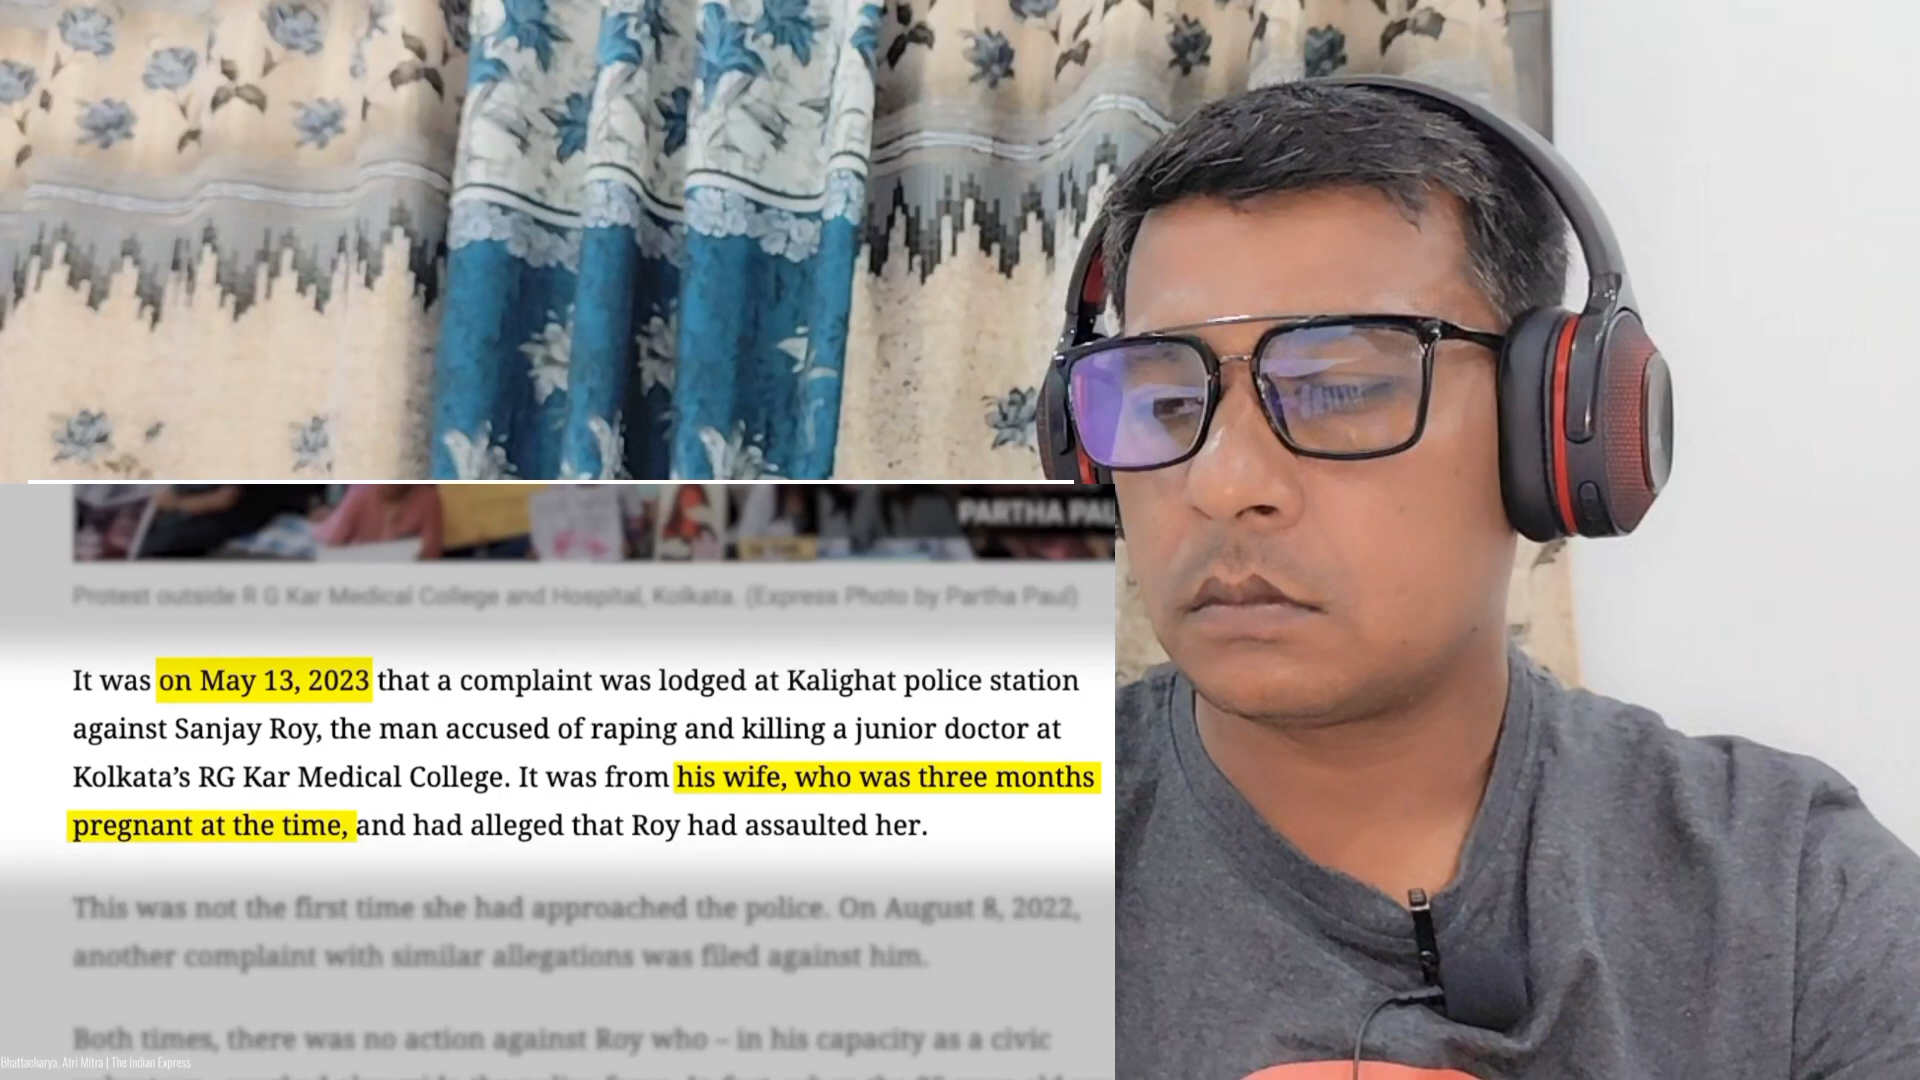 PARTHA PAU
Protest outside R G Kar Medical College and Hospital, Kolkata. (Express Photo by Partha Paul)
It was on May 13, 2023 that a complaint was lodged at Kalighat police station
against Sanjay Roy, the man accused of raping and killing a junior doctor at
Kolkata’s RG Kar Medical College. It was from his wife, who was three months
pregnant at the time, and had alleged that Roy had assaulted her.
This was not the first time she had approached the police. On August 8, 2022,
another complaint with similar allegations was filed against him.
Both times, there was no action against Roy who – in his capacity as a civic
Bhattacharya, Atri Mitra | The Indian Express